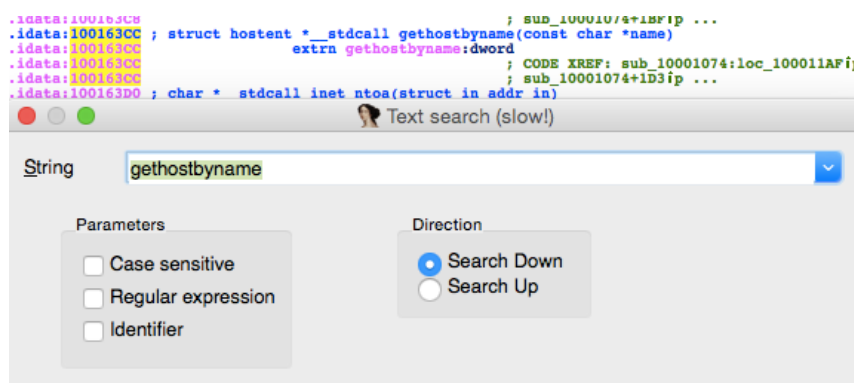 .idata:100163C8 ; sub_10001074+1BF↑p ...
.idata:100163CC ; struct hostent *__stdcall gethostbyname(const char *name)
.idata:100163CC extrn gethostbyname:dword
.idata:100163CC ; CODE XREF: sub_10001074:loc_100011AF↑p
.idata:100163CC ; sub_10001074+1D3↑p ...
.idata:100163D0 ; char *__stdcall inet_ntoa(struct in_addr in)
Text search (slow!)
String gethostbyname
Parameters
Case sensitive
Regular expression
Identifier
Direction
Search Down
Search Up